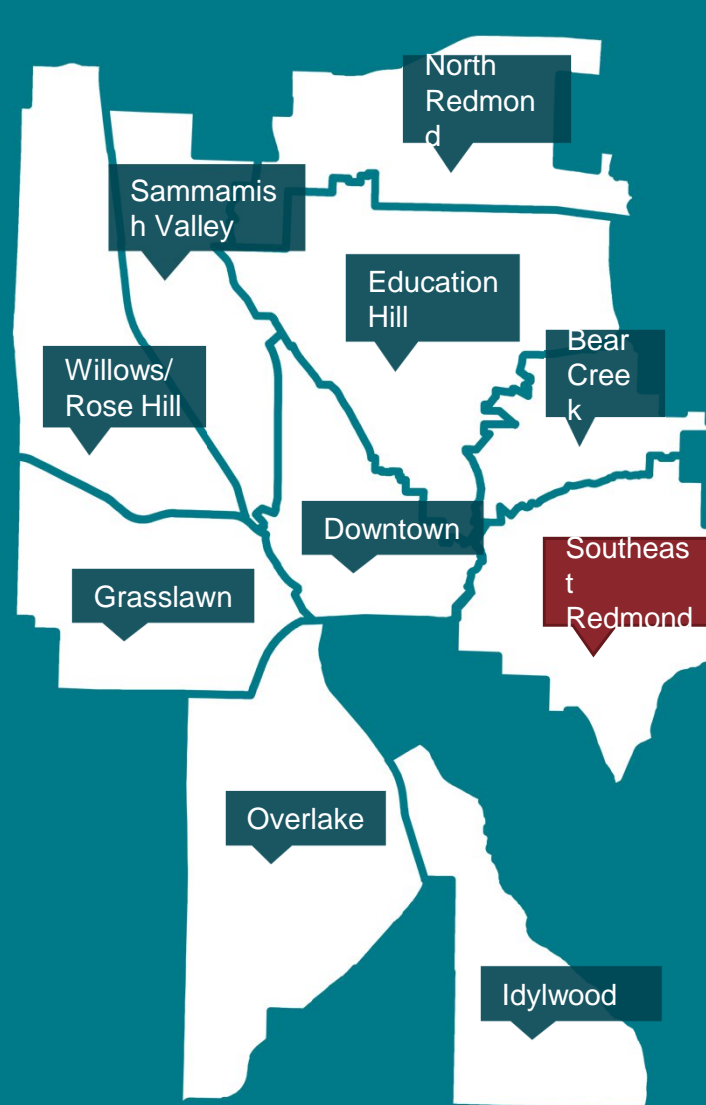 North
Redmon
d
Sammamis
h Valley
Education
Hill
Bear
Cree
k
Willows/
Rose Hill
Downtown
Southeas
t
Redmond
Grasslawn
Overlake
Idylwood